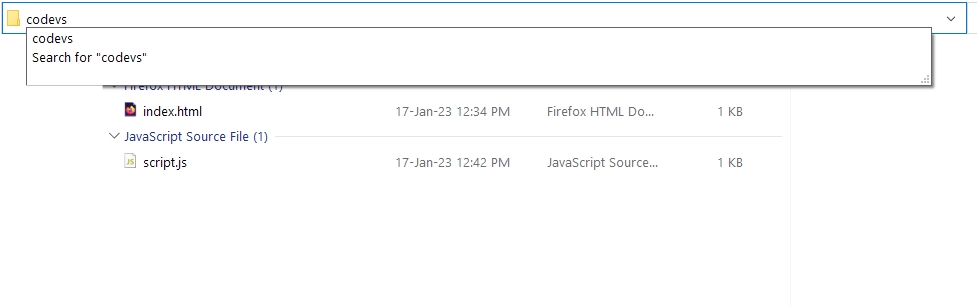 codevs
codevs
Search for "codevs"
Firefox HTML Document (1)
index.html 17-Jan-23 12:34 PM Firefox HTML Do... 1 KB
JavaScript Source File (1)
JS script.js 17-Jan-23 12:42 PM JavaScript Source... 1 KB